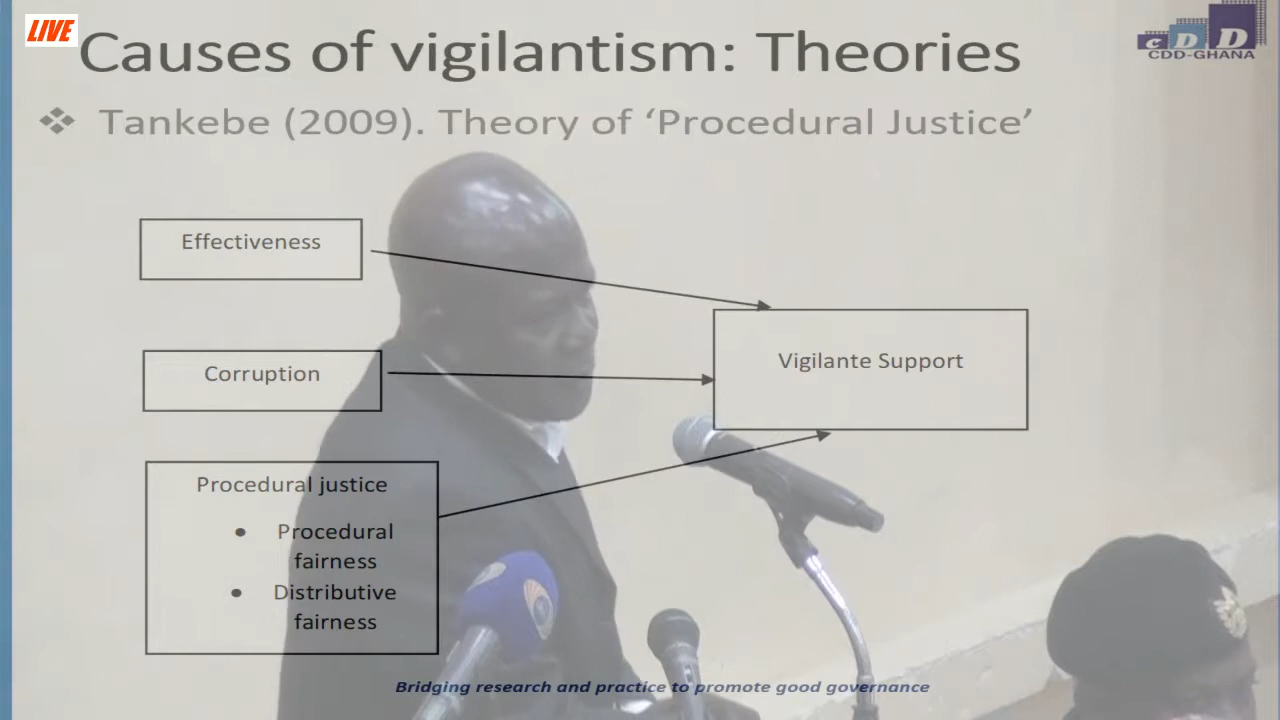 LIVE
Causes of vigilantism: Theories
CDD
CDD-GHANA
❖ Tankebe (2009). Theory of ‘Procedural Justice’
Effectiveness
Corruption
Vigilante Support
Procedural justice
• Procedural
fairness
• Distributive
fairness
Bridging research and practice to promote good governance